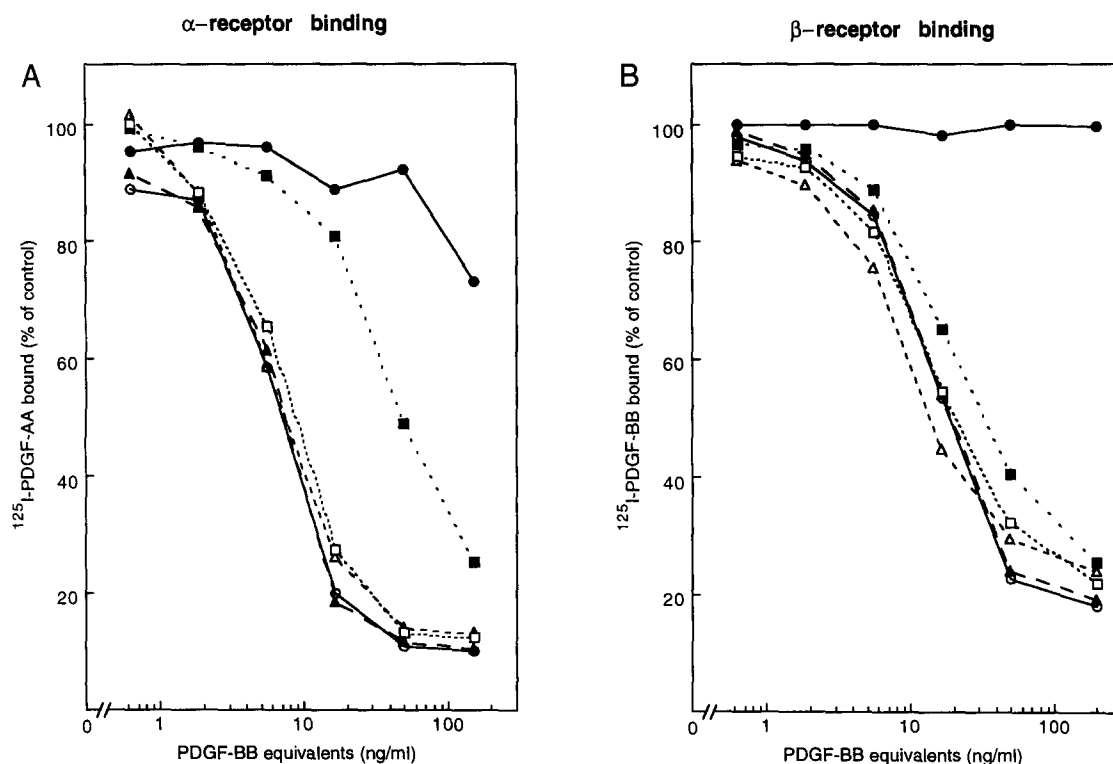 α-receptor binding
A
100
80
60
40
20
0
1
10
100
¹²⁵I-PDGF-AA bound (% of control)
PDGF-BB equivalents (ng/ml)
β-receptor binding
B
100
80
60
40
20
0
1
10
100
¹²⁵I-PDGF-BB bound (% of control)
PDGF-BB equivalents (ng/ml)